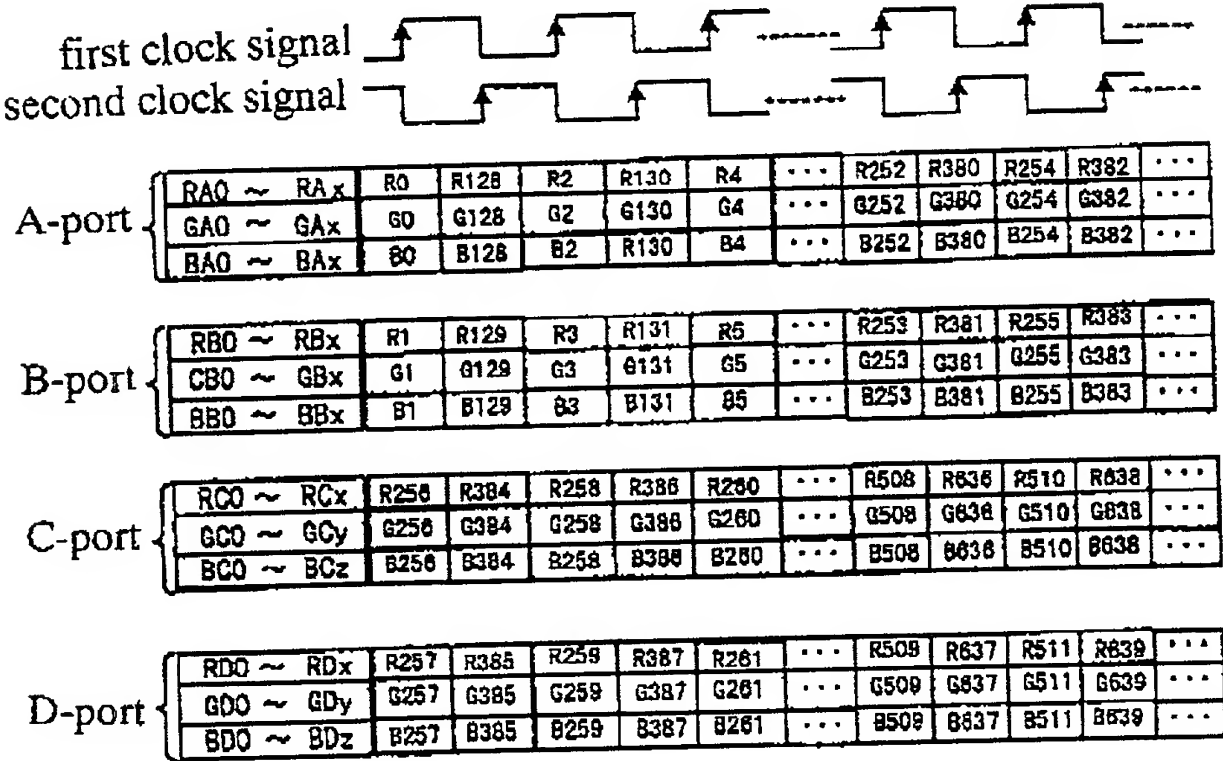 first clock signal
second clock signal
A-port
RA0 ~ RAx R0 R128 R2 R130 R4 ... R252 R380 R254 R382 ...
GA0 ~ GAx G0 G128 G2 G130 G4 ... G252 G380 G254 G382 ...
BA0 ~ BAx B0 B128 B2 R130 B4 ... B252 B380 B254 B382 ...
B-port
RB0 ~ RBx R1 R129 R3 R131 R5 ... R253 R381 R255 R383 ...
CB0 ~ GBx G1 G129 G3 G131 G5 ... G253 G381 G255 G383 ...
BB0 ~ BBx B1 B129 B3 B131 B5 ... B253 B381 B255 B383 ...
C-port
RC0 ~ RCx R256 R384 R258 R386 R260 ... R508 R636 R510 R638 ...
GC0 ~ GCy G256 G384 G258 G386 G260 ... G508 G636 G510 G638 ...
BC0 ~ BCz B256 B384 B258 B386 B260 ... B508 B636 B510 B638 ...
D-port
RD0 ~ RDx R257 R385 R259 R387 R261 ... R509 R637 R511 R639 ...
GD0 ~ GDy G257 G385 G259 G387 G261 ... G509 G637 G511 G639 ...
BD0 ~ BDz B257 B385 B259 B387 B261 ... B509 B637 B511 B639 ...